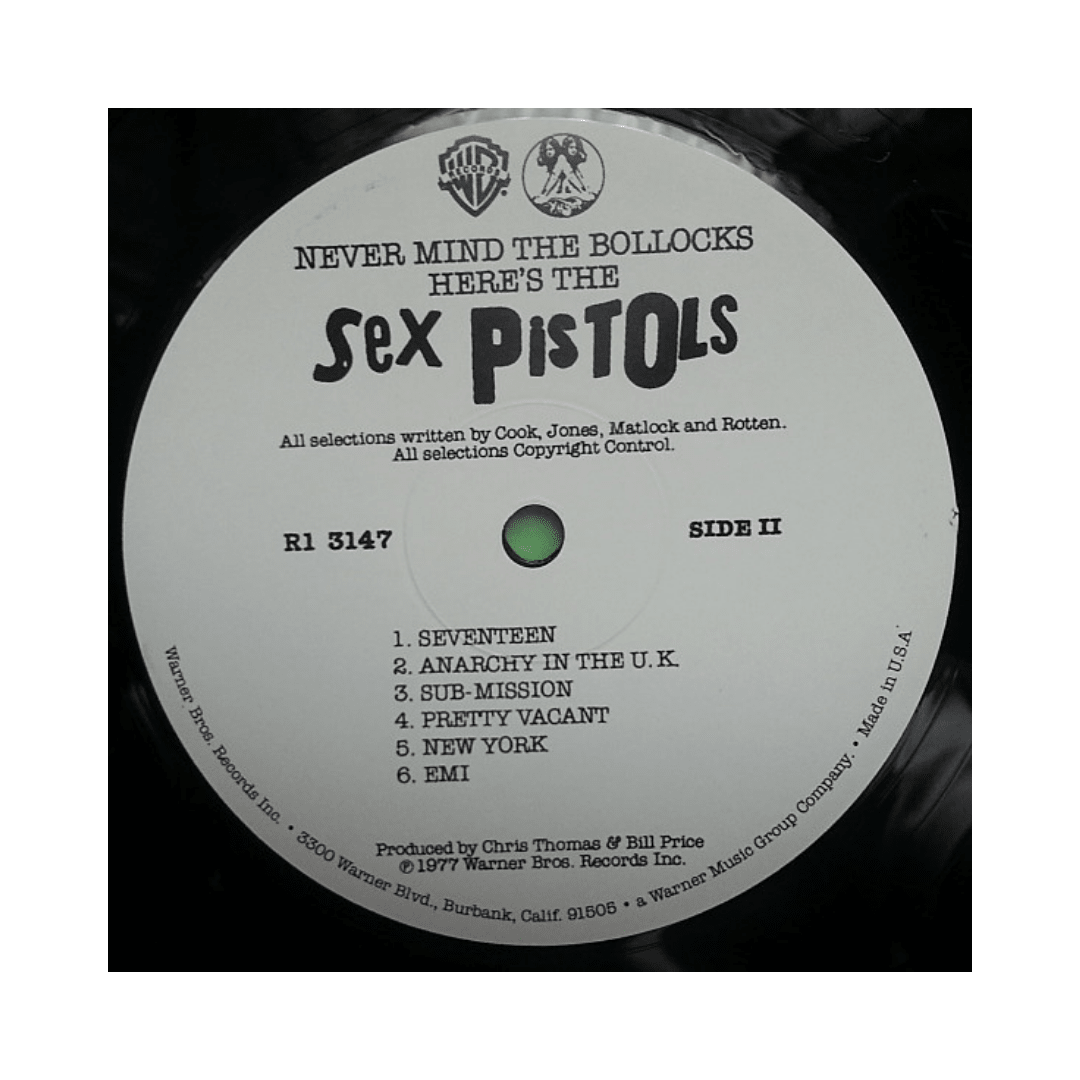 WB
RECORDS
NEVER MIND THE BOLLOCKS
HERE'S THE
Sex PisTOLs
All selections written by Cook, Jones, Matlock and Rotten.
All selections Copyright Control.
R1 3147
SIDE II
1. SEVENTEEN
2. ANARCHY IN THE U.K.
3. SUB-MISSION
4. PRETTY VACANT
5. NEW YORK
6. EMI
Produced by Chris Thomas & Bill Price
℗ 1977 Warner Bros. Records Inc.
Warner Bros. Records Inc. • 3300 Warner Blvd., Burbank, Calif. 91505 • a Warner Music Group Company. • Made in U.S.A.